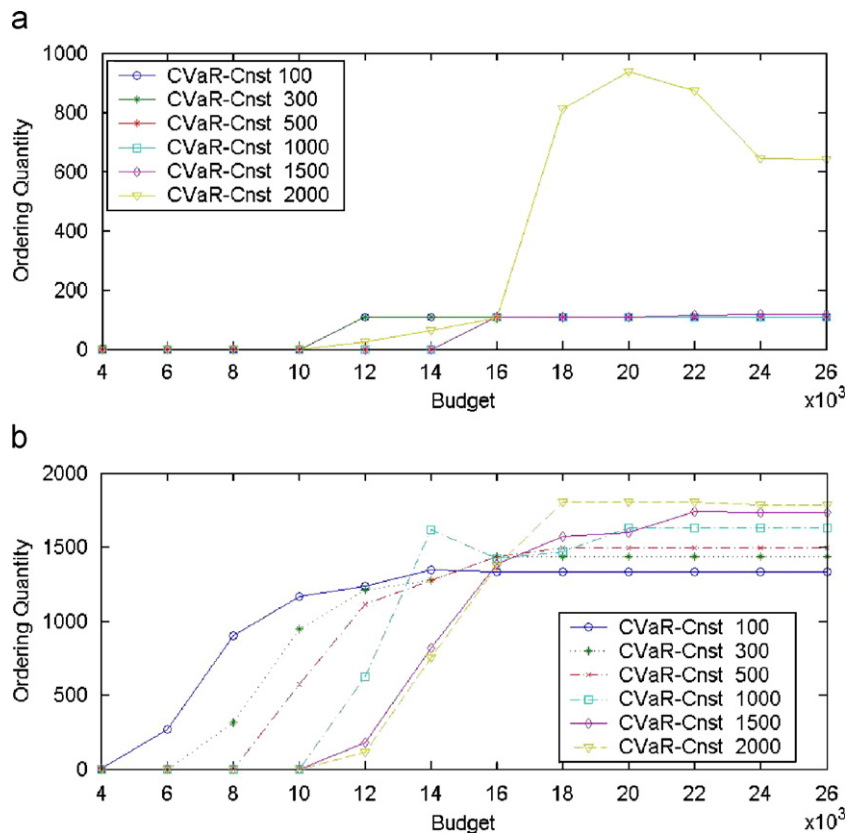 a
1000
800
600
400
200
0
Ordering Quantity
CVaR-Cnst 100
CVaR-Cnst 300
CVaR-Cnst 500
CVaR-Cnst 1000
CVaR-Cnst 1500
CVaR-Cnst 2000
4 6 8 10 12 14 16 18 20 22 24 26
Budget
x10³
b
2000
1500
1000
500
0
Ordering Quantity
CVaR-Cnst 100
CVaR-Cnst 300
CVaR-Cnst 500
CVaR-Cnst 1000
CVaR-Cnst 1500
CVaR-Cnst 2000
4 6 8 10 12 14 16 18 20 22 24 26
Budget
x10³